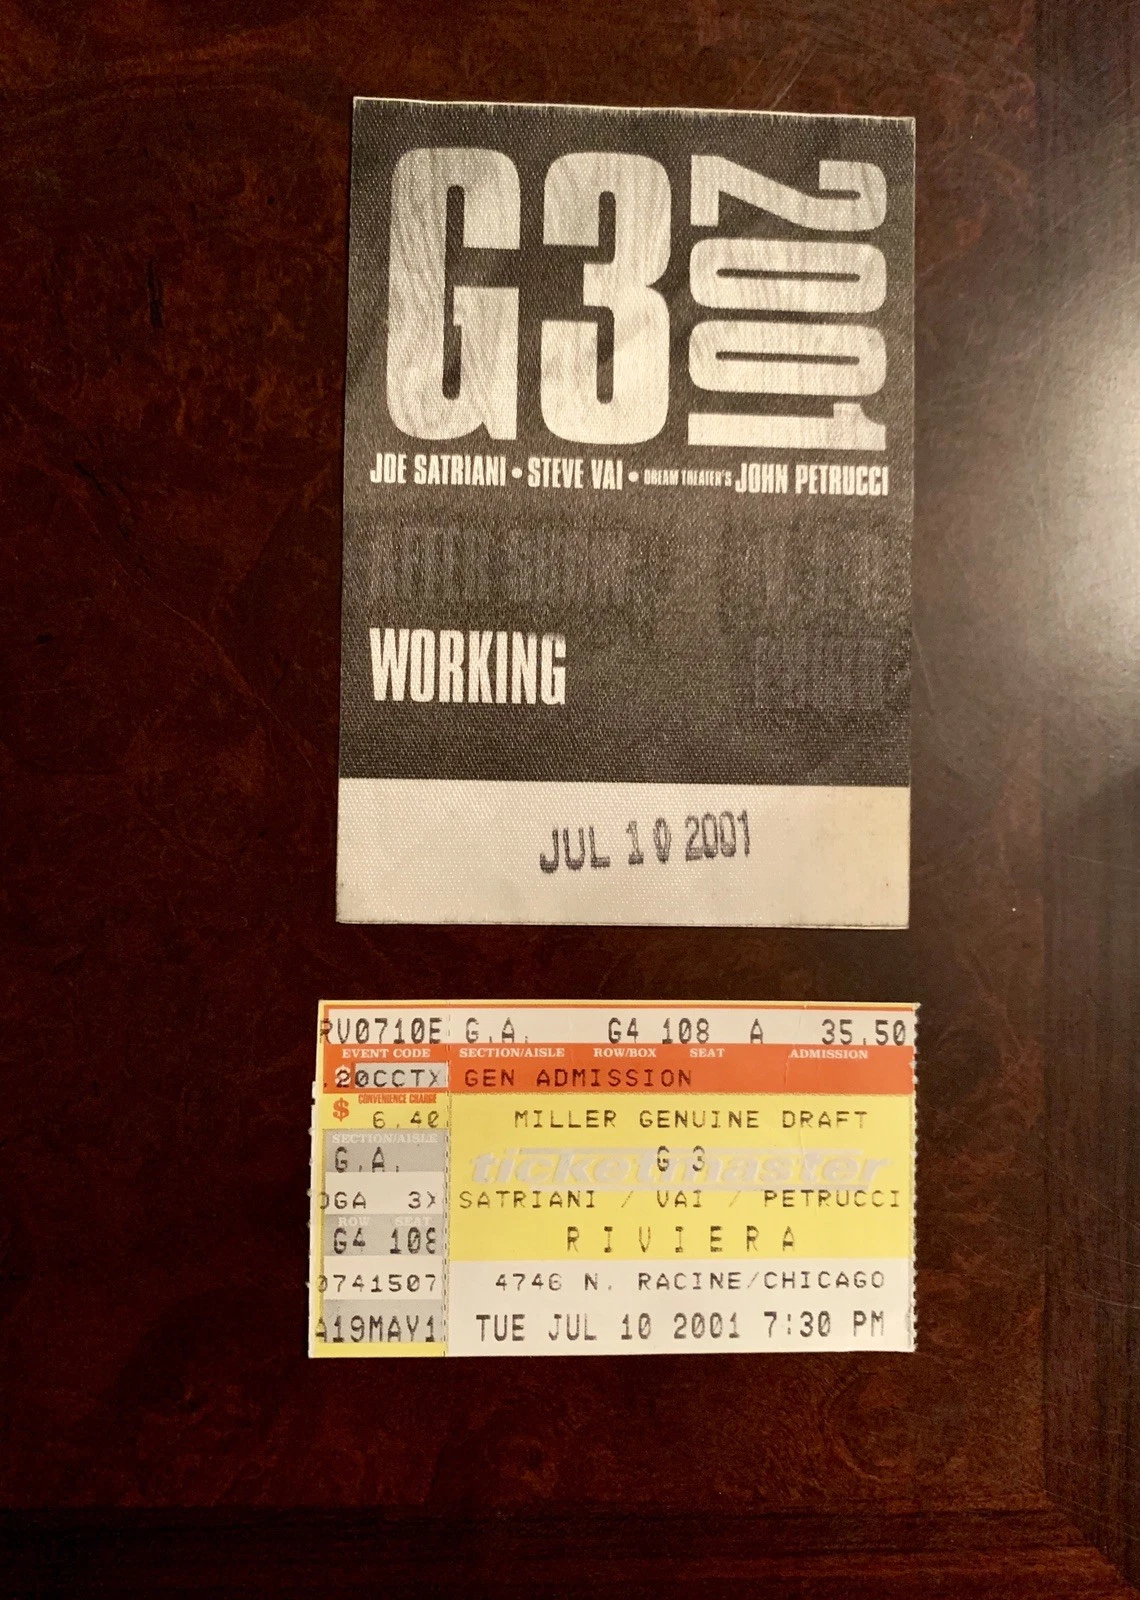 G3 2001
JOE SATRIANI • STEVE VAI • DREAM THEATER'S JOHN PETRUCCI
WORKING
JUL 10 2001
RV0710E G.A. G4 108 A 35.50
EVENT CODE SECTION/AISLE ROW/BOX SEAT ADMISSION
$ .20CCTX GEN ADMISSION
CONVENIENCE CHARGE
$ 6.40 MILLER GENUINE DRAFT
SECTION/AISLE
ticketmaster
G.A. G 3
3X SATRIANI / VAI / PETRUCCI
ROW SEAT
G4 108 RIVIERA
0741507 4746 N. RACINE/CHICAGO
A19MAY1 TUE JUL 10 2001 7:30 PM